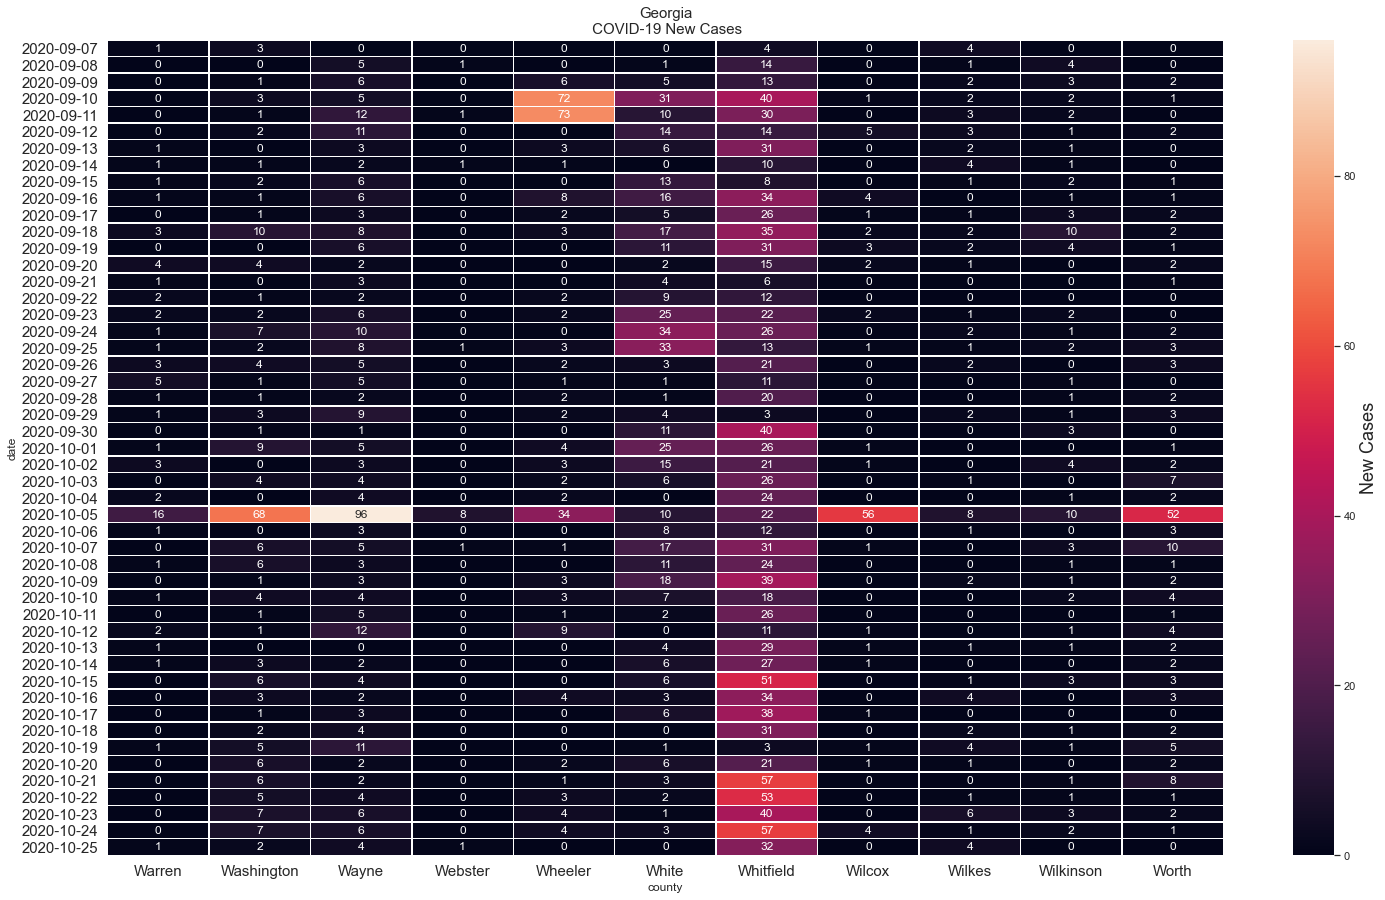 Georgia
COVID-19 New Cases
2020-09-07 1 3 0 0 0 0 4 0 4 0 0
2020-09-08 0 0 5 1 0 1 14 0 1 4 0
2020-09-09 0 1 6 0 6 5 13 0 2 3 2
2020-09-10 0 3 5 0 72 31 40 1 2 2 1
2020-09-11 0 1 12 1 73 10 30 0 3 2 0
2020-09-12 0 2 11 0 0 14 14 5 3 1 2
2020-09-13 1 0 3 0 3 6 31 0 2 1 0
2020-09-14 1 1 2 1 1 0 10 0 4 1 0
2020-09-15 1 2 6 0 0 13 8 0 1 2 1
2020-09-16 1 1 6 0 8 16 34 4 0 1 1
2020-09-17 0 1 3 0 2 5 26 1 1 3 2
2020-09-18 3 10 8 0 3 17 35 2 2 10 2
2020-09-19 0 0 6 0 0 11 31 3 2 4 1
2020-09-20 4 4 2 0 0 2 15 2 1 0 2
2020-09-21 1 0 3 0 0 4 6 0 0 0 1
2020-09-22 2 1 2 0 2 9 12 0 0 0 0
2020-09-23 2 2 6 0 2 25 22 2 1 2 0
2020-09-24 1 7 10 0 0 34 26 0 2 1 2
2020-09-25 1 2 8 1 3 33 13 1 1 2 3
2020-09-26 3 4 5 0 2 3 21 0 2 0 3
2020-09-27 5 1 5 0 1 1 11 0 0 1 0
2020-09-28 1 1 2 0 2 1 20 0 0 1 2
2020-09-29 1 3 9 0 2 4 3 0 2 1 3
2020-09-30 0 1 1 0 0 11 40 0 0 3 0
2020-10-01 1 9 5 0 4 25 26 1 0 0 1
2020-10-02 3 0 3 0 3 15 21 1 0 4 2
2020-10-03 0 4 4 0 2 6 26 0 1 0 7
2020-10-04 2 0 4 0 2 0 24 0 0 1 2
2020-10-05 16 68 96 8 34 10 22 56 8 10 52
2020-10-06 1 0 3 0 0 8 12 0 1 0 3
2020-10-07 0 6 5 1 1 17 31 1 0 3 10
2020-10-08 1 6 3 0 0 11 24 0 0 1 1
2020-10-09 0 1 3 0 3 18 39 0 2 1 2
2020-10-10 1 4 4 0 3 7 18 0 0 2 4
2020-10-11 0 1 5 0 1 2 26 0 0 0 1
2020-10-12 2 1 12 0 9 0 11 1 0 1 4
2020-10-13 1 0 0 0 0 4 29 1 1 1 2
2020-10-14 1 3 2 0 0 6 27 1 0 0 2
2020-10-15 0 6 4 0 0 6 51 0 1 3 3
2020-10-16 0 3 2 0 4 3 34 0 4 0 3
2020-10-17 0 1 3 0 0 6 38 1 0 0 0
2020-10-18 0 2 4 0 0 0 31 0 2 1 2
2020-10-19 1 5 11 0 0 1 3 1 4 1 5
2020-10-20 0 6 2 0 2 6 21 1 1 0 2
2020-10-21 0 6 2 0 1 3 57 0 0 1 8
2020-10-22 0 5 4 0 3 2 53 0 1 1 1
2020-10-23 0 7 6 0 4 1 40 0 6 3 2
2020-10-24 0 7 6 0 4 3 57 4 1 2 1
2020-10-25 1 2 4 1 0 0 32 0 4 0 0
Warren Washington Wayne Webster Wheeler White Whitfield Wilcox Wilkes Wilkinson Worth
county
date
80
60
40
20
0
New Cases